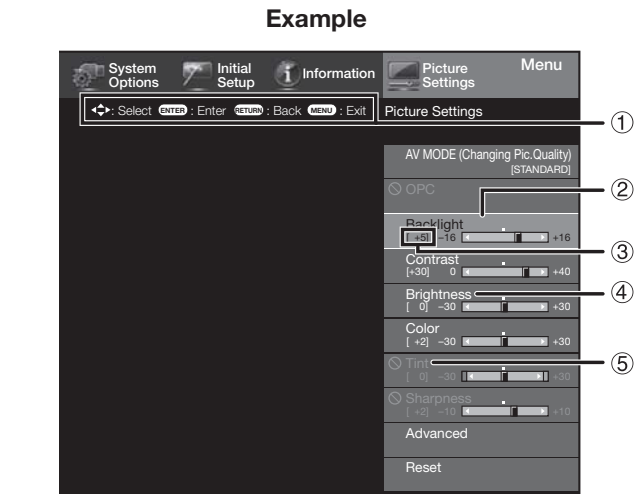 Example
System Options
Initial Setup
Information
Picture Settings
Menu
: Select ENTER : Enter RETURN : Back MENU : Exit
Picture Settings
①
AV MODE (Changing Pic.Quality)
[STANDARD]
OPC
②
Backlight
[ +5] −16 +16
③
Contrast
[+30] 0 +40
Brightness
④
[ 0] −30 +30
Color
[ +2] −30 +30
Tint
⑤
[ 0] −30 +30
Sharpness
[ +2] −10 +10
Advanced
Reset